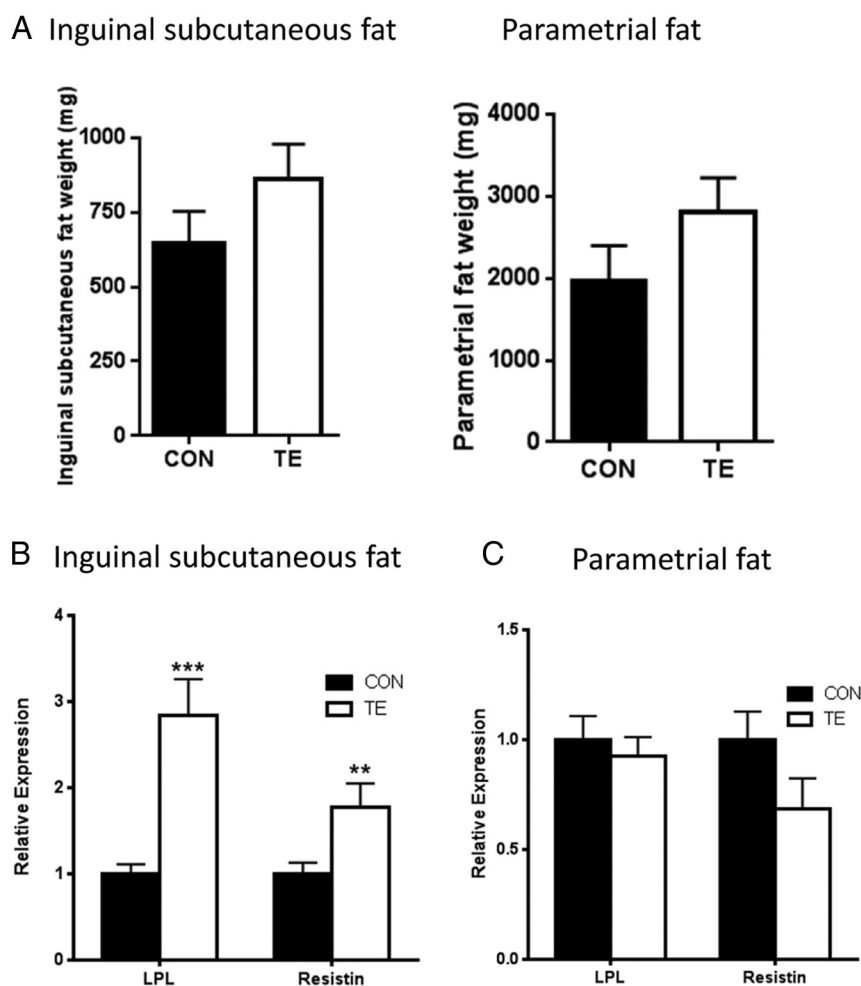 A Inguinal subcutaneous fat
Parametrial fat
Inguinal subcutaneous fat weight (mg)
1000
750
500
250
0
CON TE
Parametrial fat weight (mg)
4000
3000
2000
1000
0
CON TE
B Inguinal subcutaneous fat
Relative Expression
4
3
2
1
0
***
**
CON
TE
LPL Resistin
C Parametrial fat
Relative Expression
1.5
1.0
0.5
0.0
CON
TE
LPL Resistin